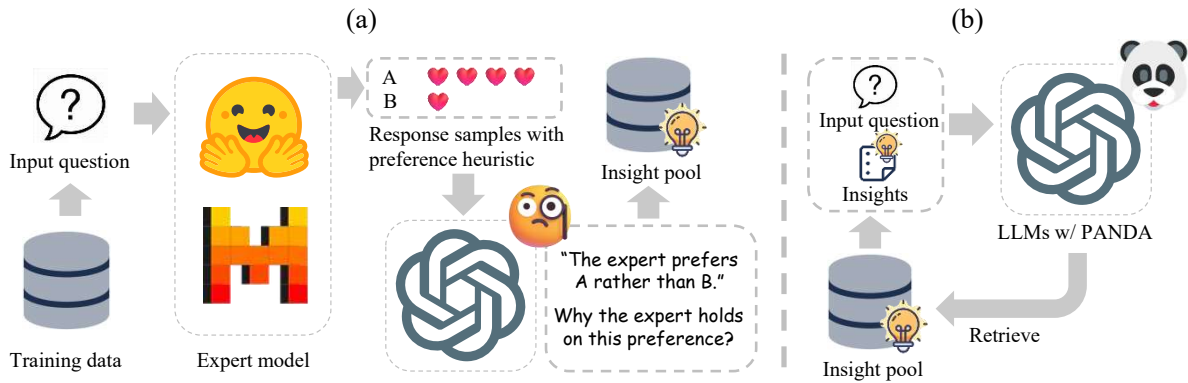 (a)
Input question
Training data
Expert model
A
B
Response samples with
preference heuristic
Insight pool
“The expert prefers
A rather than B.”
Why the expert holds
on this preference?
(b)
?
Input question
Insights
LLMs w/ PANDA
Retrieve
Insight pool
?